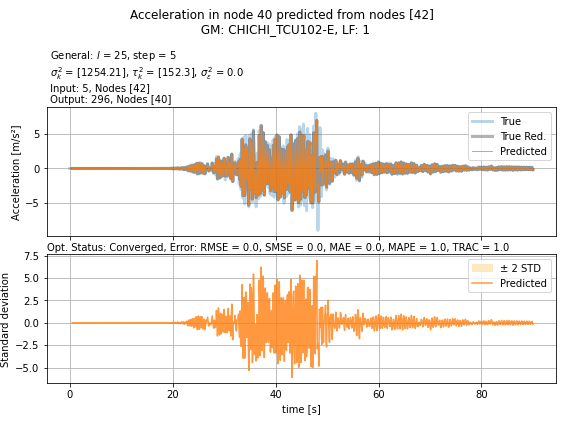 Acceleration in node 40 predicted from nodes [42]
GM: CHICHI_TCU102-E, LF: 1
General: l = 25, step = 5
σ²ₖ = [1254.21], τ²ₖ = [152.3], σ²_ε = 0.0
Input: 5, Nodes [42]
Output: 296, Nodes [40]
Acceleration [m/s²]
5
0
−5
True
True Red.
Predicted
Opt. Status: Converged, Error: RMSE = 0.0, SMSE = 0.0, MAE = 0.0, MAPE = 1.0, TRAC = 1.0
Standard deviation
7.5
5.0
2.5
0.0
−2.5
−5.0
± 2 STD
Predicted
0 20 40 60 80
time [s]